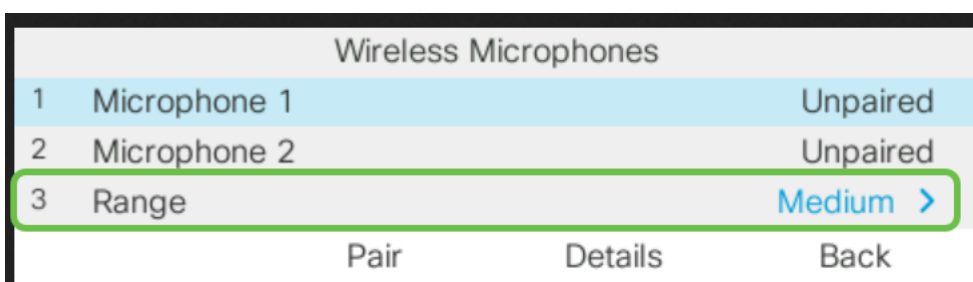 Wireless Microphones
1 Microphone 1 Unpaired
2 Microphone 2 Unpaired
3 Range Medium >
Pair Details Back